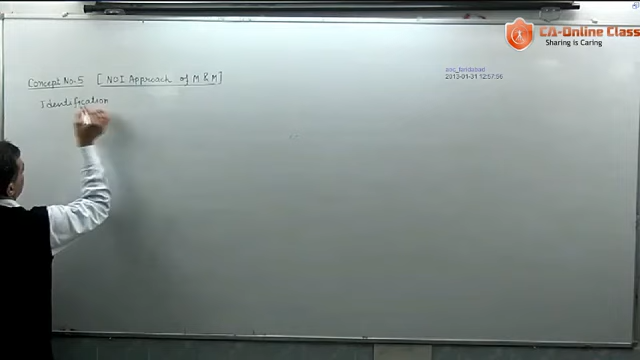 CA-Online Class
Sharing is Caring
2013-01-31 12:57:56
Concept No-5 [ NOI Approach of M & M ]
Identification